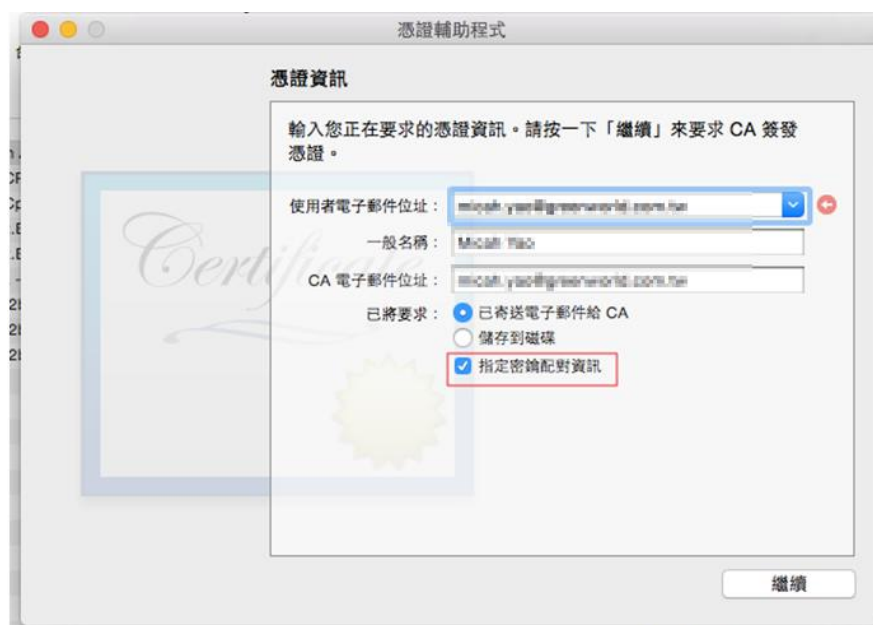 憑證輔助程式
憑證資訊
輸入您正在要求的憑證資訊。請按一下「繼續」來要求 CA 簽發
憑證。
使用者電子郵件位址：
一般名稱：
CA 電子郵件位址：
已將要求： 已寄送電子郵件給 CA
儲存到磁碟
指定密鑰配對資訊
Certificate
繼續